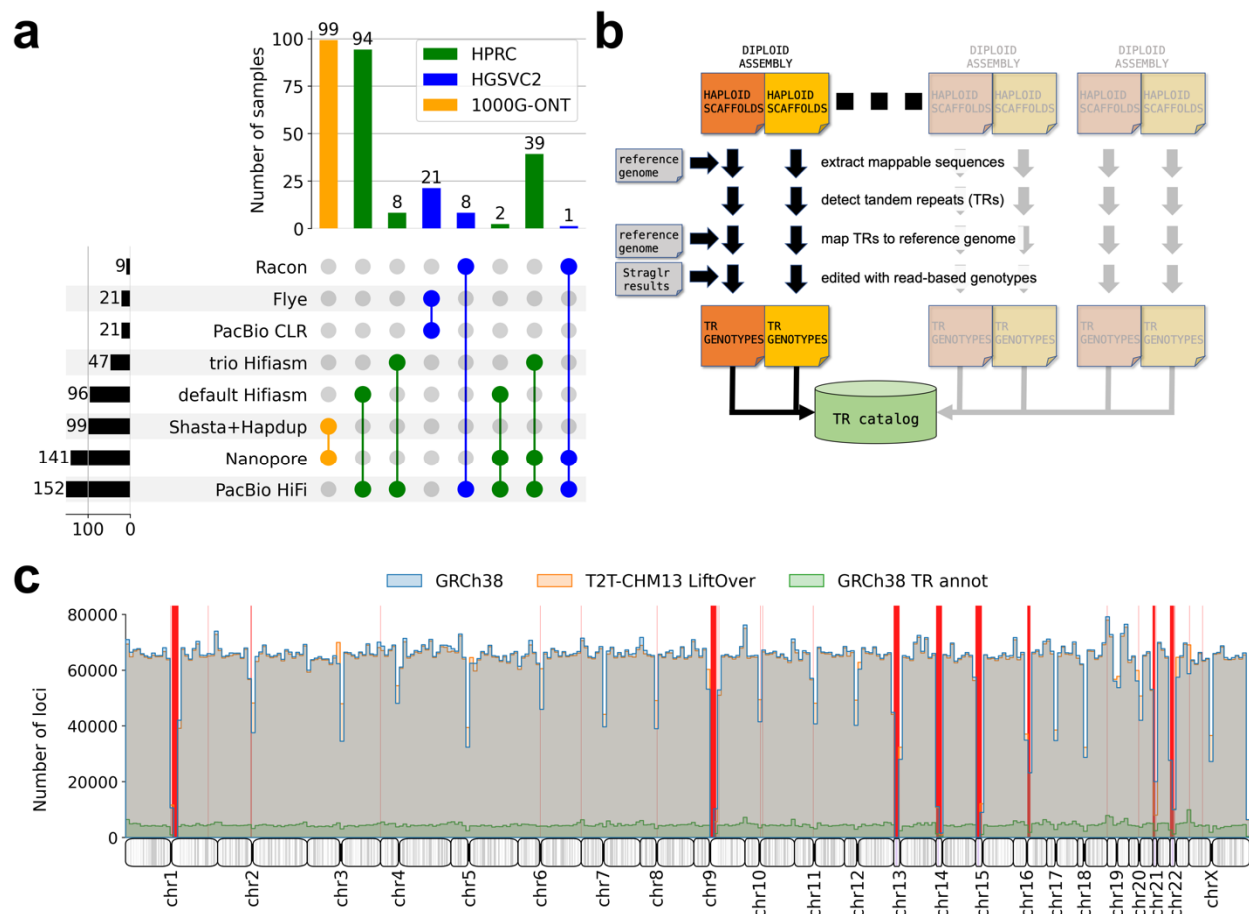 a
99
94
8
21
8
2
39
1
100
75
50
25
0
Number of samples
HPRC
HGSVC2
1000G-ONT
9
Racon
21
Flye
21
PacBio CLR
47
trio Hifiasm
96
default Hifiasm
99
Shasta+Hapdup
141
Nanopore
152
PacBio HiFi
100
0
b
DIPLOID
ASSEMBLY
DIPLOID
ASSEMBLY
DIPLOID
ASSEMBLY
HAPLOID
SCAFFOLDS
HAPLOID
SCAFFOLDS
HAPLOID
SCAFFOLDS
HAPLOID
SCAFFOLDS
HAPLOID
SCAFFOLDS
HAPLOID
SCAFFOLDS
reference
genome
extract mappable sequences
detect tandem repeats (TRs)
reference
genome
map TRs to reference genome
Straglr
results
edited with read-based genotypes
TR
GENOTYPES
TR
GENOTYPES
TR
GENOTYPES
TR
GENOTYPES
TR
GENOTYPES
TR
GENOTYPES
TR catalog
c
GRCh38
T2T-CHM13 LiftOver
GRCh38 TR annot
80000
60000
40000
20000
0
Number of loci
chr1
chr2
chr3
chr4
chr5
chr6
chr7
chr8
chr9
chr10
chr11
chr12
chr13
chr14
chr15
chr16
chr17
chr18
chr19
chr20
chr21
chr22
chrX